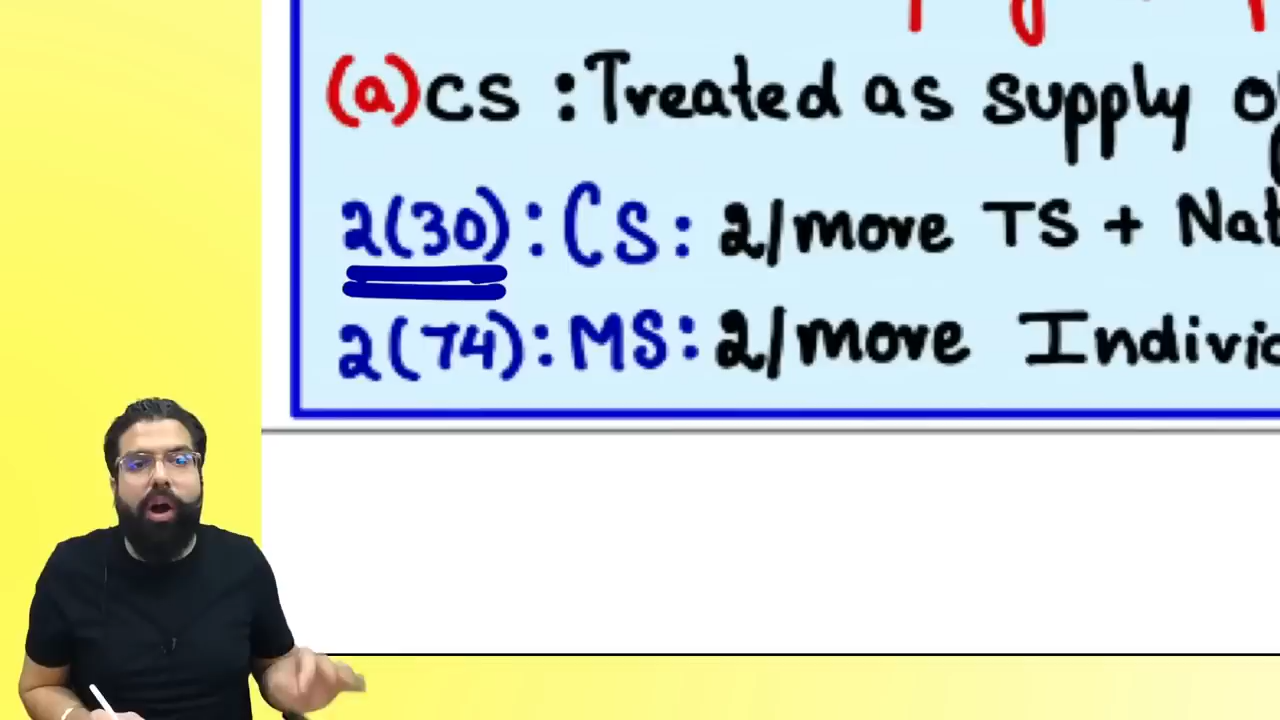 (a) CS : Treated as supply
2(30) : CS : 2/more TS + Nat
2(74) : MS : 2/more Indivi